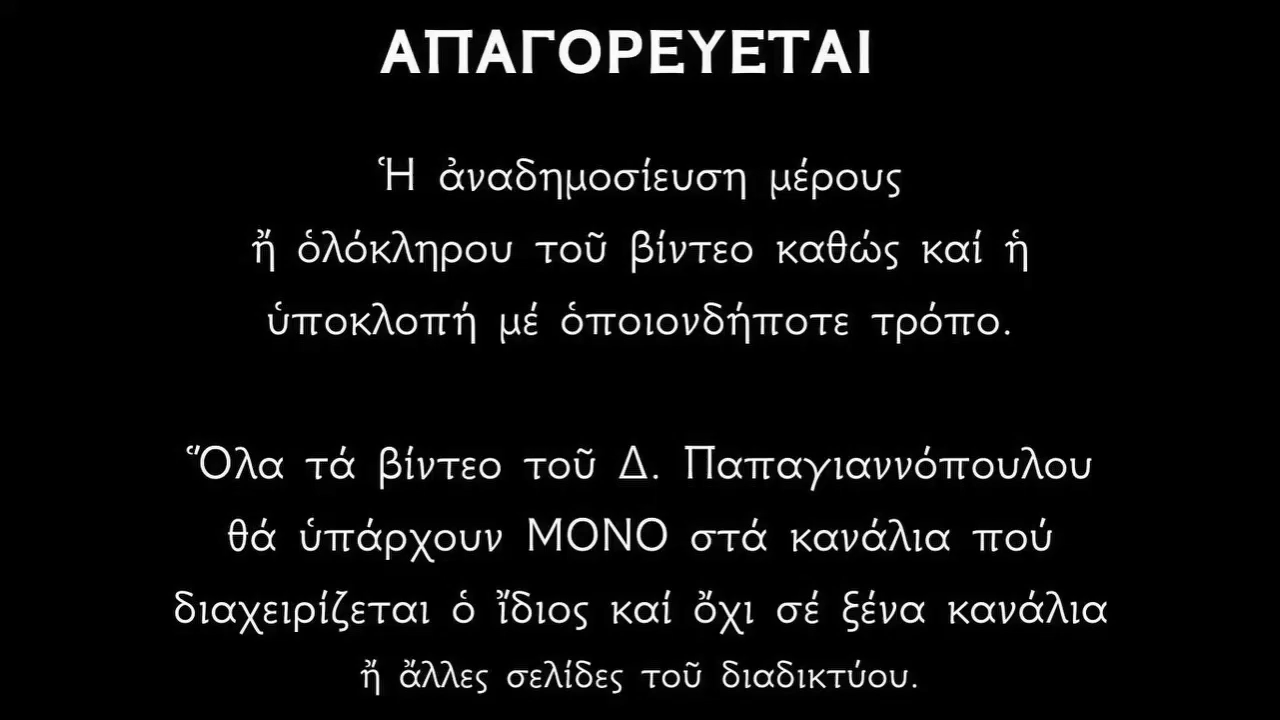 ΑΠΑΓΟΡΕΥΕΤΑΙ
Ἡ ἀναδημοσίευση μέρους
ἤ ὁλόκληρου τοῦ βίντεο καθώς καί ἡ
ὑποκλοπή μέ ὁποιονδήποτε τρόπο.
Ὅλα τά βίντεο τοῦ Δ. Παπαγιαννόπουλου
θά ὑπάρχουν ΜΟΝΟ στά κανάλια πού
διαχειρίζεται ὁ ἴδιος καί ὄχι σέ ξένα κανάλια
ἤ ἄλλες σελίδες τοῦ διαδικτύου.